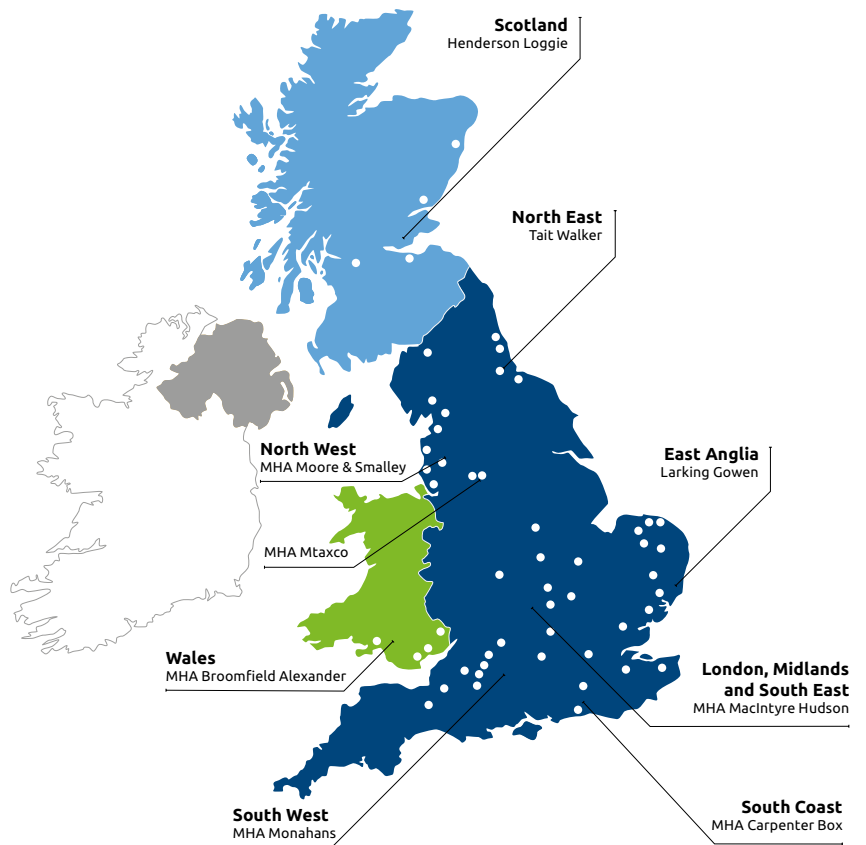 Scotland
Henderson Loggie
North East
Tait Walker
North West
MHA Moore & Smalley
East Anglia
Larking Gowen
MHA Mtaxco
Wales
MHA Broomfield Alexander
London, Midlands
and South East
MHA MacIntyre Hudson
South West
MHA Monahans
South Coast
MHA Carpenter Box